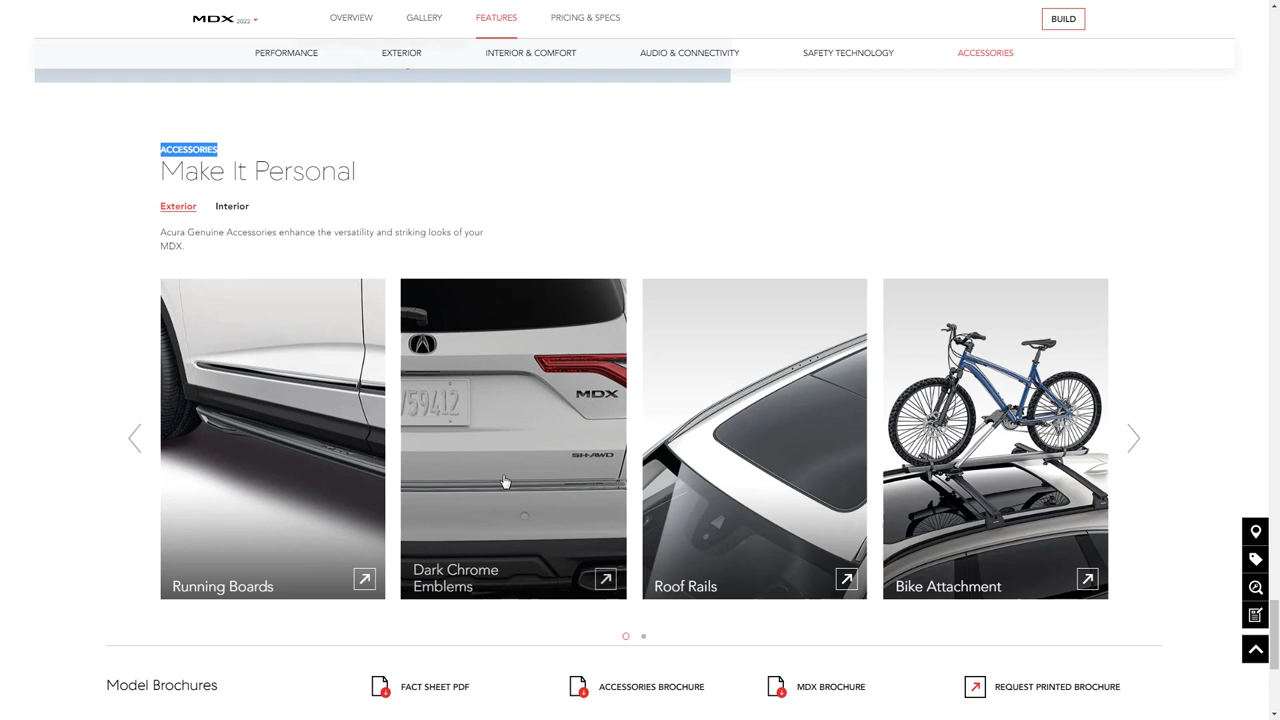 MDX 2022
OVERVIEW
GALLERY
FEATURES
PRICING & SPECS
BUILD
PERFORMANCE
EXTERIOR
INTERIOR & COMFORT
AUDIO & CONNECTIVITY
SAFETY TECHNOLOGY
ACCESSORIES
ACCESSORIES
Make It Personal
Exterior
Interior
Acura Genuine Accessories enhance the versatility and striking looks of your
MDX.
59412
MDX
SH-AWD
Running Boards
Dark Chrome
Emblems
Roof Rails
Bike Attachment
Model Brochures
FACT SHEET PDF
ACCESSORIES BROCHURE
MDX BROCHURE
REQUEST PRINTED BROCHURE